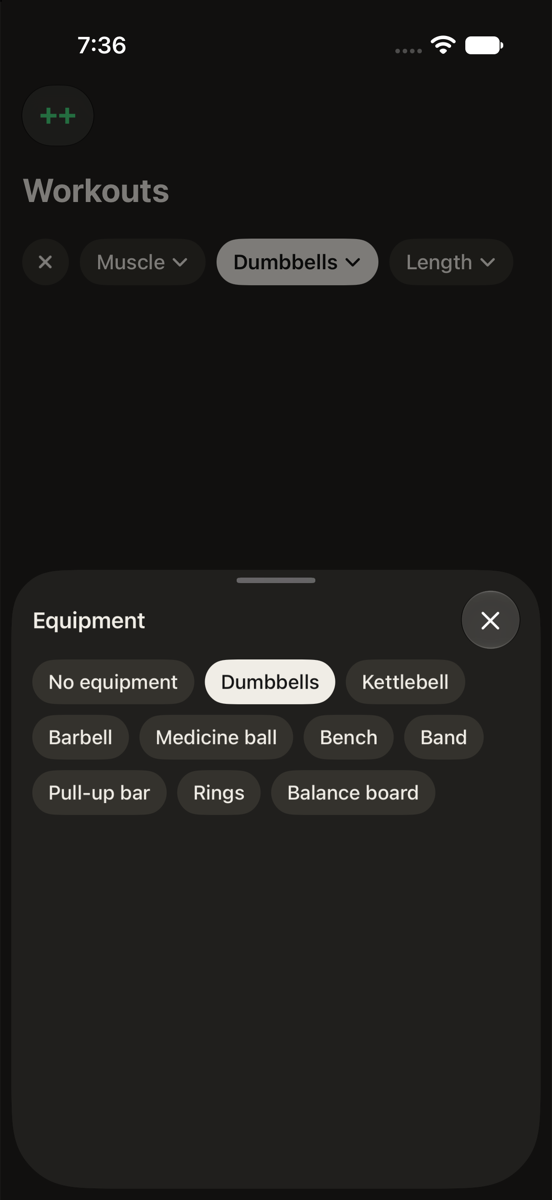 7:36
++
Workouts
Muscle Dumbbells Length
Equipment
No equipment Dumbbells Kettlebell
Barbell Medicine ball Bench Band
Pull-up bar Rings Balance board